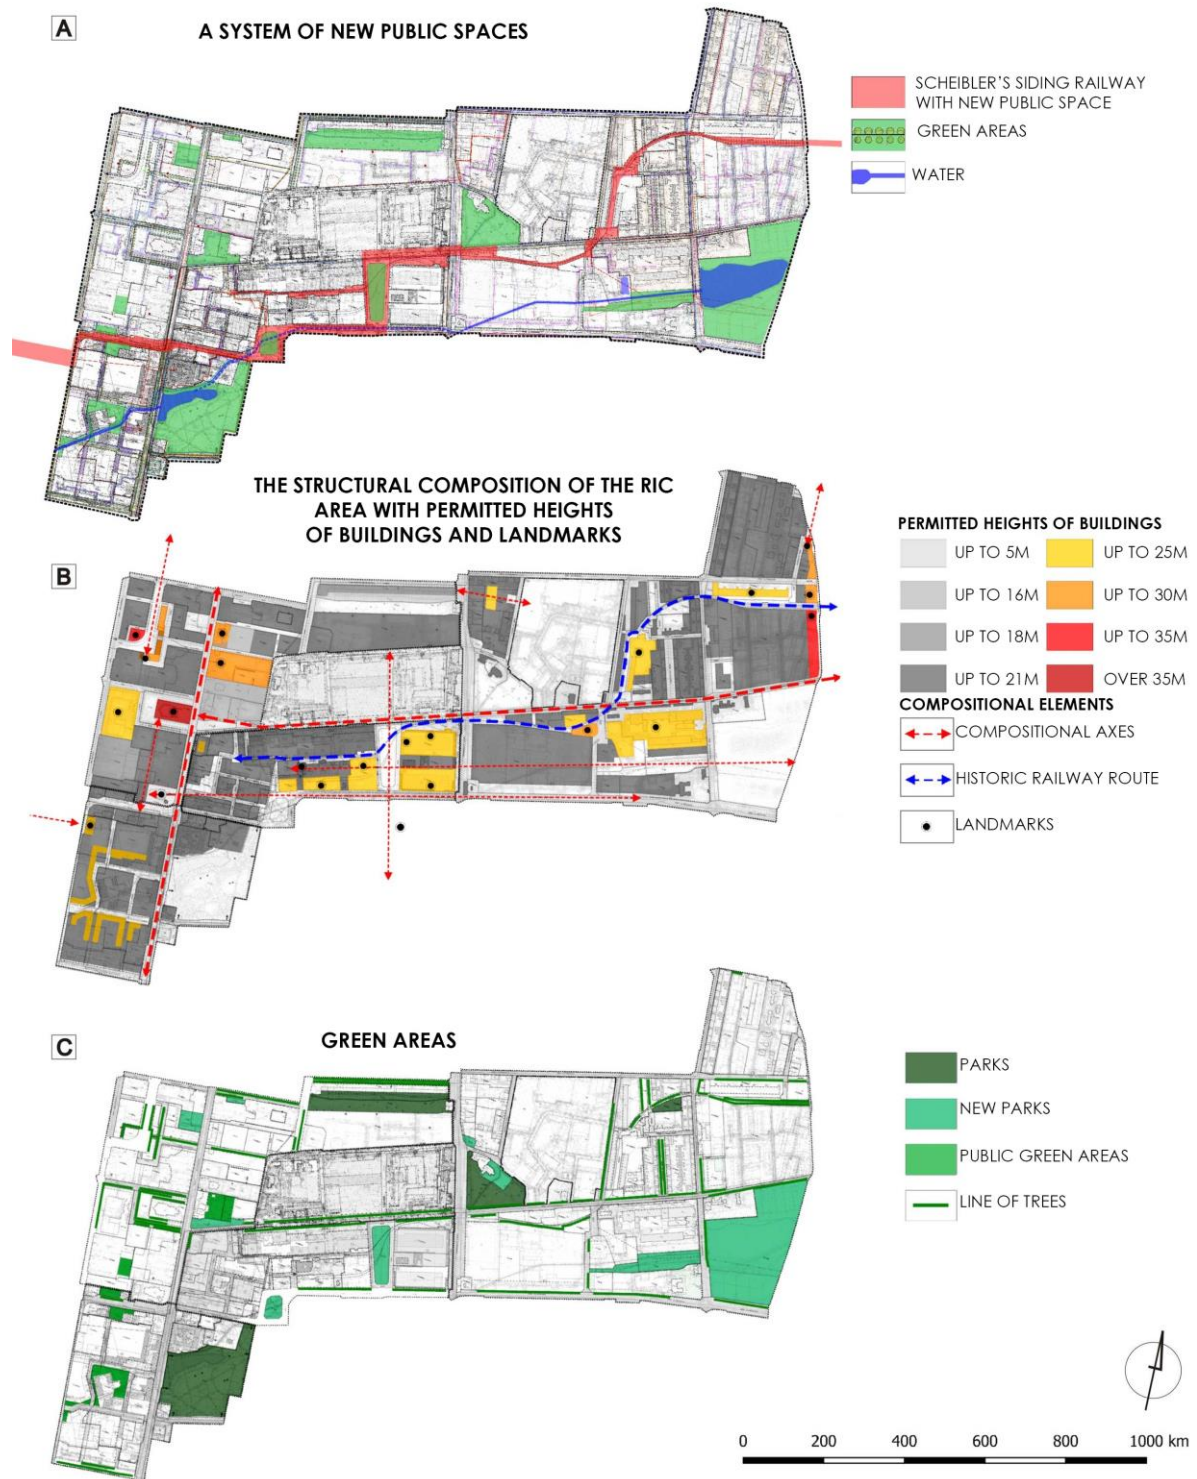 A
A SYSTEM OF NEW PUBLIC SPACES
SCHEIBLER'S SIDING RAILWAY
WITH NEW PUBLIC SPACE
GREEN AREAS
WATER
B
THE STRUCTURAL COMPOSITION OF THE RIC
AREA WITH PERMITTED HEIGHTS
OF BUILDINGS AND LANDMARKS
PERMITTED HEIGHTS OF BUILDINGS
UP TO 5M UP TO 25M
UP TO 16M UP TO 30M
UP TO 18M UP TO 35M
UP TO 21M OVER 35M
COMPOSITIONAL ELEMENTS
COMPOSITIONAL AXES
HISTORIC RAILWAY ROUTE
LANDMARKS
C
GREEN AREAS
PARKS
NEW PARKS
PUBLIC GREEN AREAS
LINE OF TREES
0 200 400 600 800 1000 km